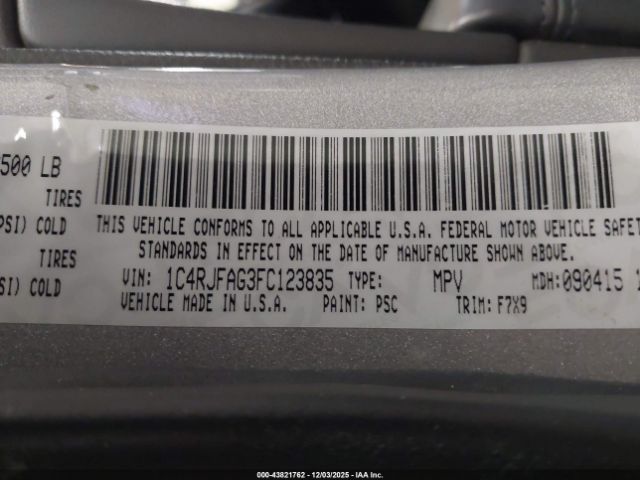 500 LB
TIRES
PSI) COLD
TIRES
SI) COLD
THIS VEHICLE CONFORMS TO ALL APPLICABLE U.S.A. FEDERAL MOTOR VEHICLE SAFET
STANDARDS IN EFFECT ON THE DATE OF MANUFACTURE SHOWN ABOVE.
VIN: 1C4RJFAG3FC123835 TYPE: MPV MDH:090415 1
VEHICLE MADE IN U.S.A. PAINT: PSC TRIM: F7X9
000-43821762 | 12/03/2025 | IAA Inc.